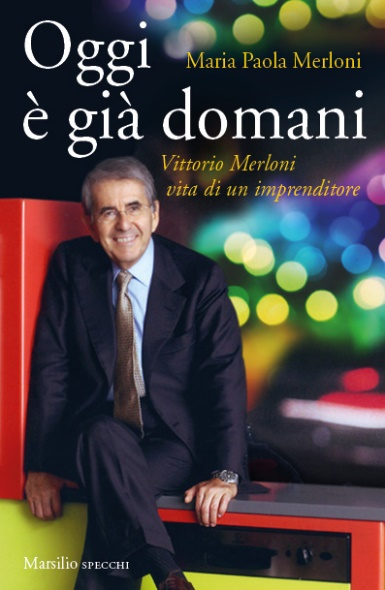 Oggi
Maria Paola Merloni
è già domani
Vittorio Merloni
vita di un imprenditore
Marsilio SPECCHI